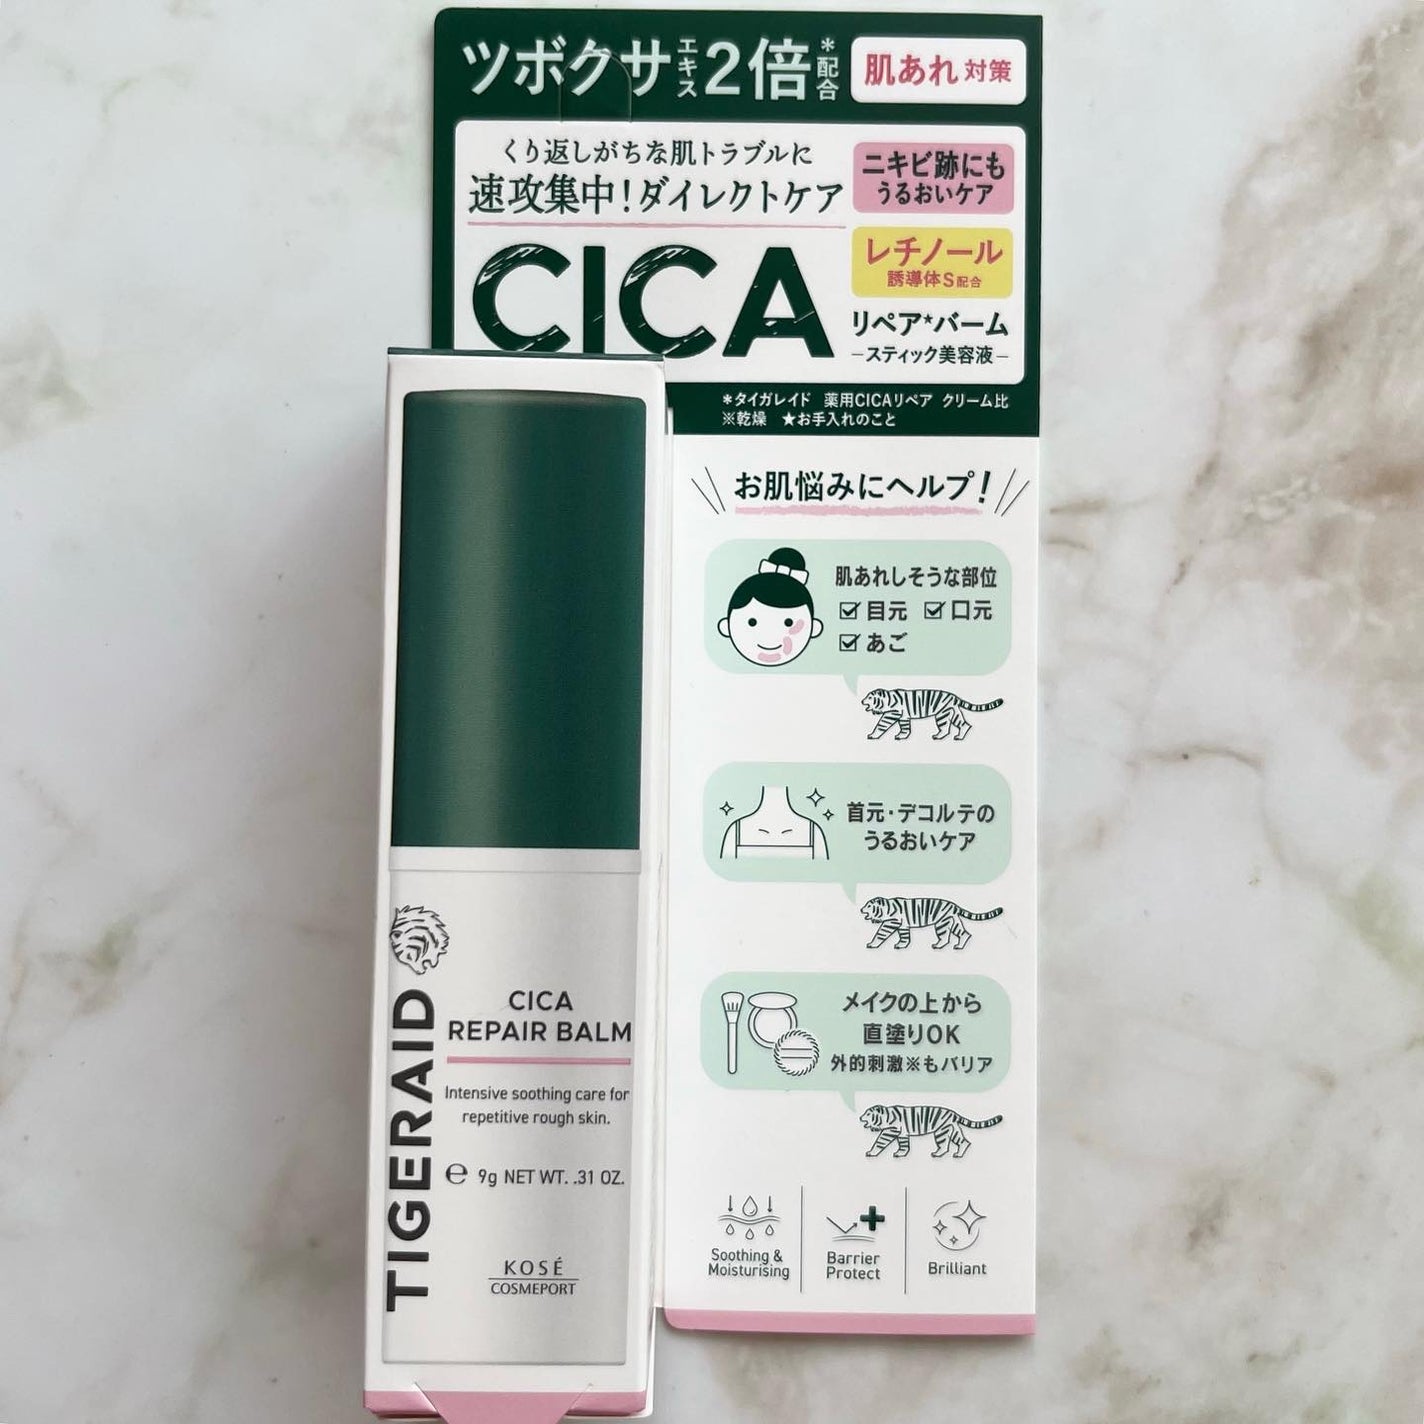 ツボクサエキス2倍*配合
肌あれ対策
くり返しがちな肌トラブルに
速攻集中!ダイレクトケア
CICA
ニキビ跡にも
うるおいケア
レチノール
誘導体S配合
リペア*バーム
–スティック美容液–
*タイガレイド 薬用CICAリペア クリーム比
※乾燥 ★お手入れのこと
お肌悩みにヘルプ!
肌あれしそうな部位
☑目元 ☑口元
☑あご
首元・デコルテの
うるおいケア
メイクの上から
直塗りOK
外的刺激※もバリア
Soothing &
Moisturising
Barrier
Protect
Brilliant
TIGERAID
CICA
REPAIR BALM
Intensive soothing care for
repetitive rough skin.
℮ 9g NET WT. .31 OZ.
KOSÉ
COSMEPORT